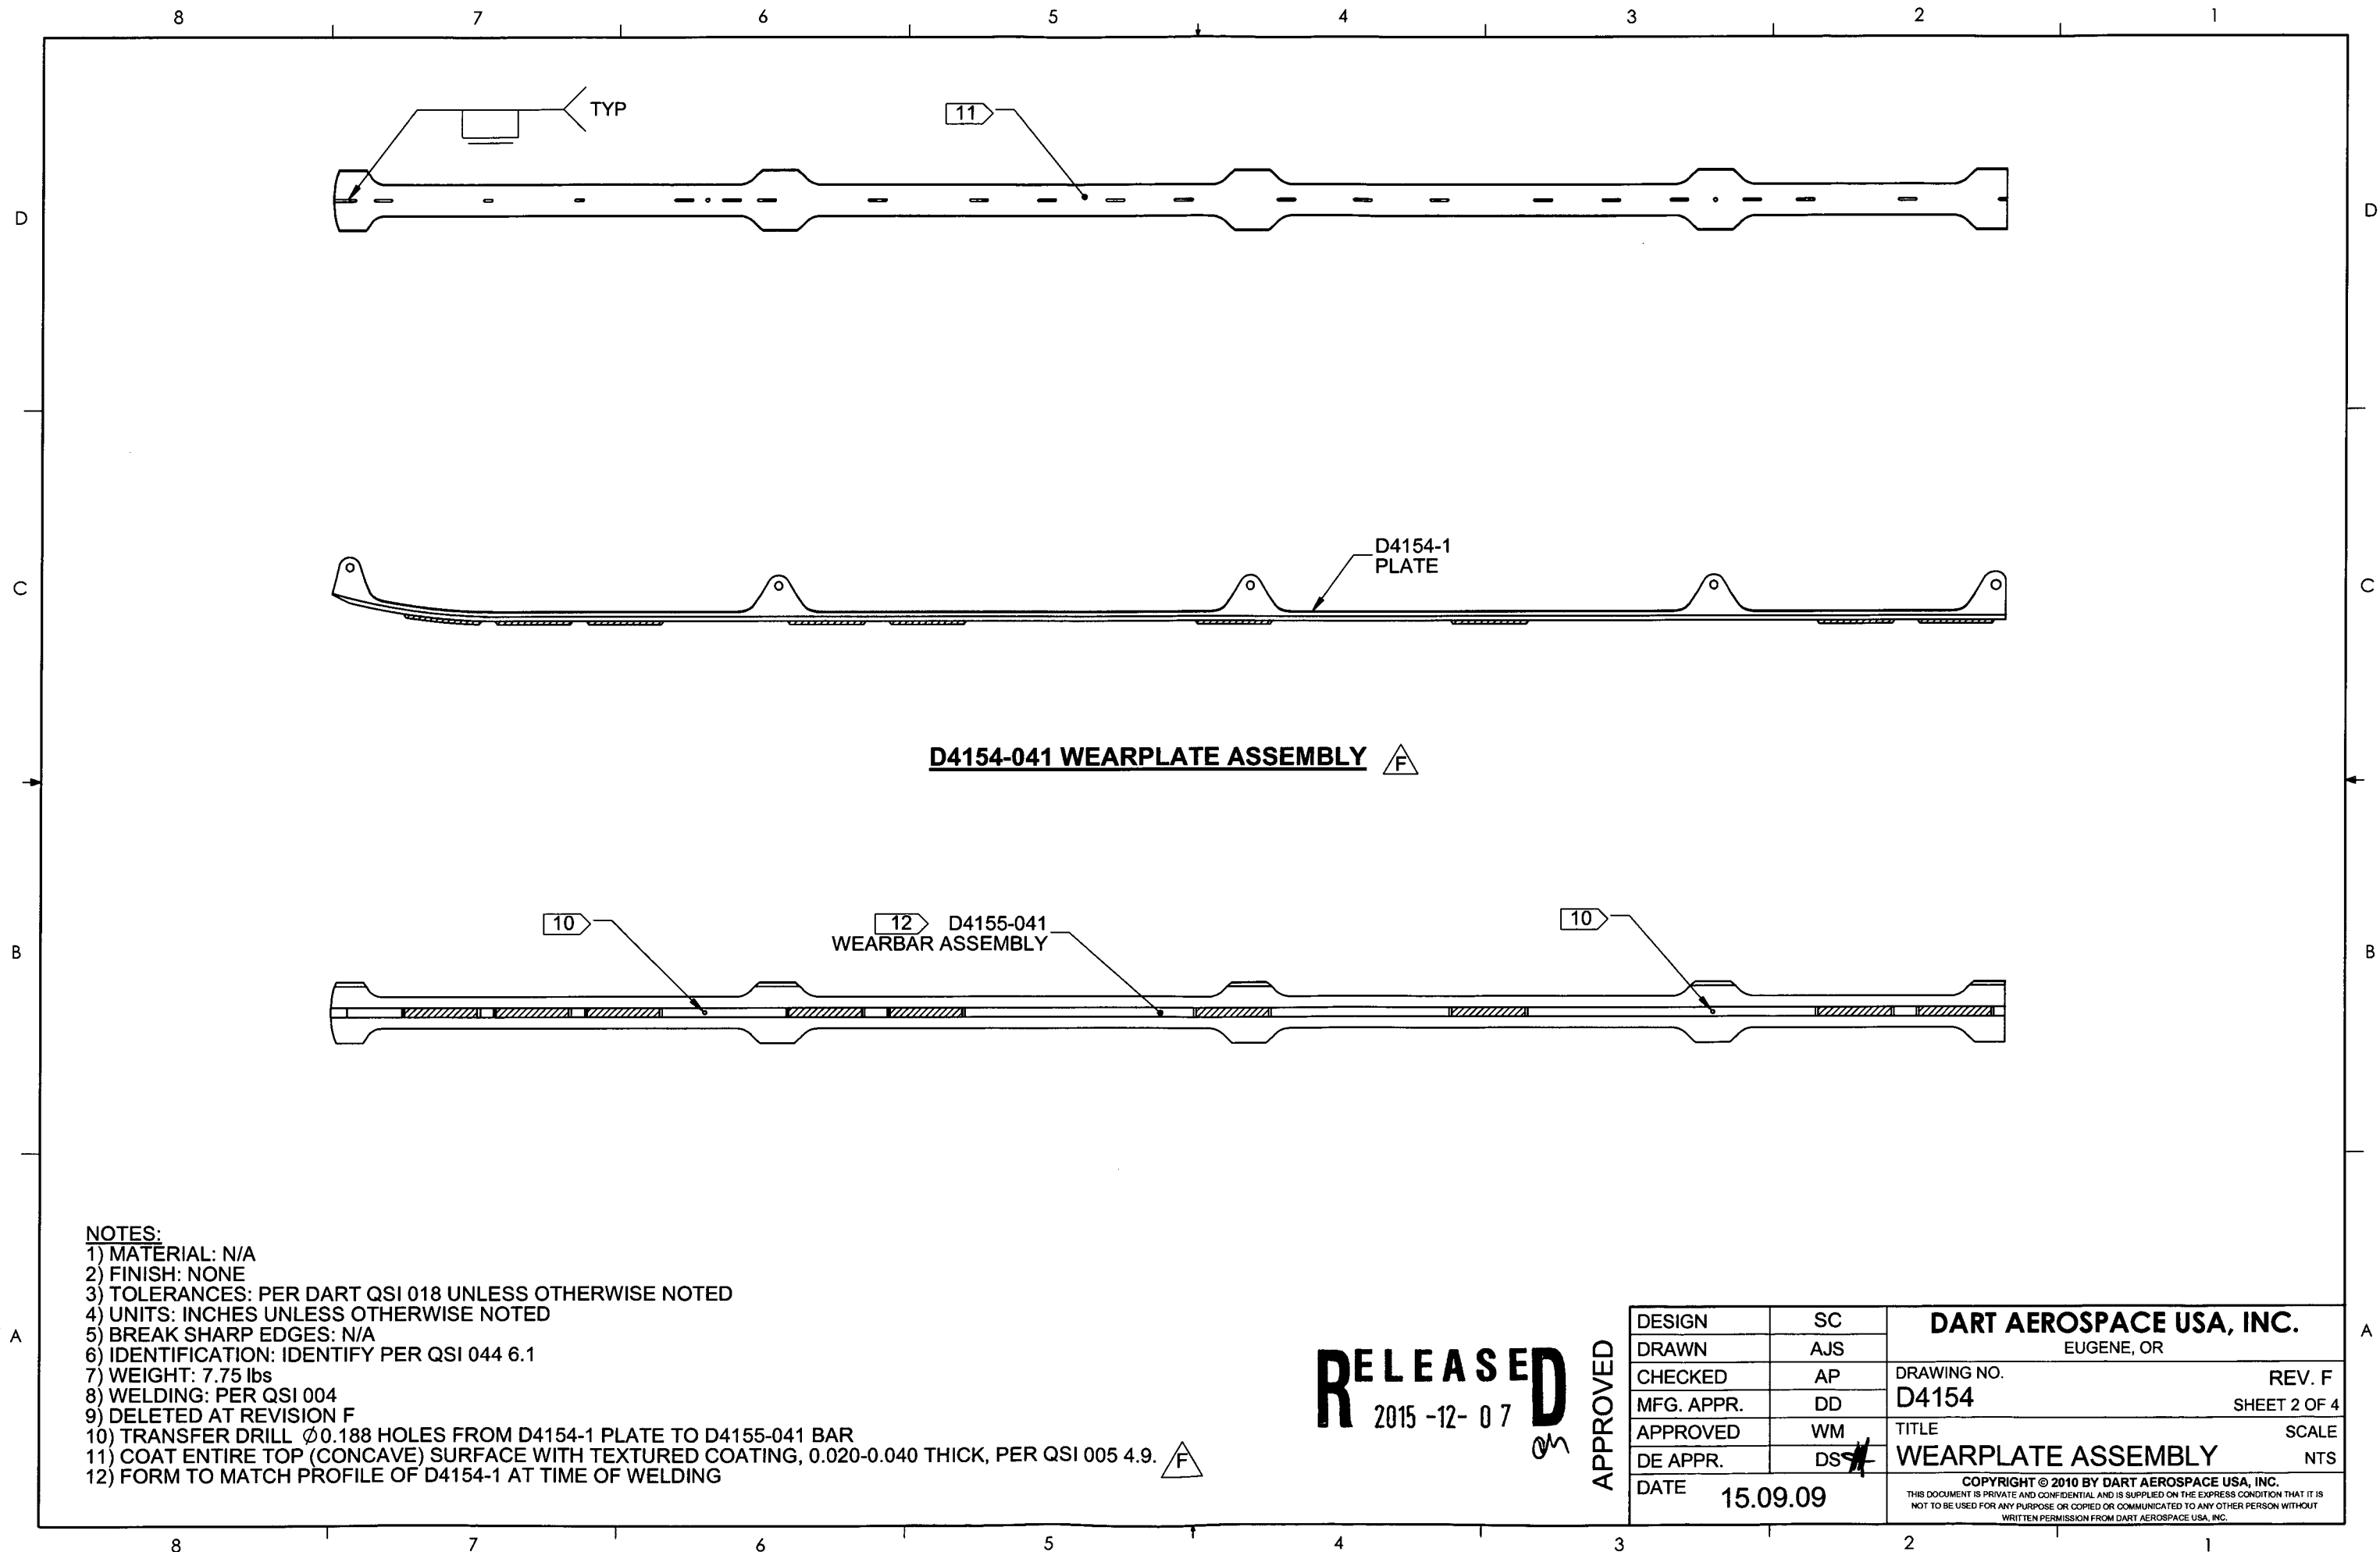 8 7 6 5 4 3 2 1
TYP
11
D D
D4154-1
PLATE
C C
D4154-041 WEARPLATE ASSEMBLY F
10
12 D4155-041
WEARBAR ASSEMBLY
10
B B
NOTES:
1) MATERIAL: N/A
2) FINISH: NONE
3) TOLERANCES: PER DART QSI 018 UNLESS OTHERWISE NOTED
4) UNITS: INCHES UNLESS OTHERWISE NOTED
5) BREAK SHARP EDGES: N/A
6) IDENTIFICATION: IDENTIFY PER QSI 044 6.1
7) WEIGHT: 7.75 lbs
8) WELDING: PER QSI 004
9) DELETED AT REVISION F
10) TRANSFER DRILL Ø0.188 HOLES FROM D4154-1 PLATE TO D4155-041 BAR
11) COAT ENTIRE TOP (CONCAVE) SURFACE WITH TEXTURED COATING, 0.020-0.040 THICK, PER QSI 005 4.9. F
12) FORM TO MATCH PROFILE OF D4154-1 AT TIME OF WELDING
A A
RELEASED
2015-12-07
APPROVED
DESIGN SC
DRAWN AJS
CHECKED AP
MFG. APPR. DD
APPROVED WM
DE APPR. DS
DATE 15.09.09
DART AEROSPACE USA, INC.
EUGENE, OR
DRAWING NO. REV. F
D4154 SHEET 2 OF 4
TITLE SCALE
WEARPLATE ASSEMBLY NTS
COPYRIGHT © 2010 BY DART AEROSPACE USA, INC.
THIS DOCUMENT IS PRIVATE AND CONFIDENTIAL AND IS SUPPLIED ON THE EXPRESS CONDITION THAT IT IS
NOT TO BE USED FOR ANY PURPOSE OR COPIED OR COMMUNICATED TO ANY OTHER PERSON WITHOUT
WRITTEN PERMISSION FROM DART AEROSPACE USA, INC.
8 7 6 5 4 3 2 1